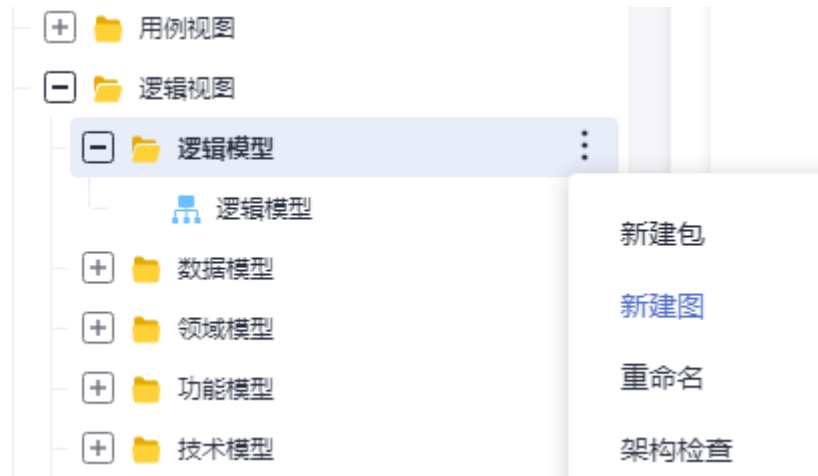 用例视图
逻辑视图
逻辑模型
逻辑模型
数据模型
领域模型
功能模型
技术模型
新建包
新建图
重命名
架构检查